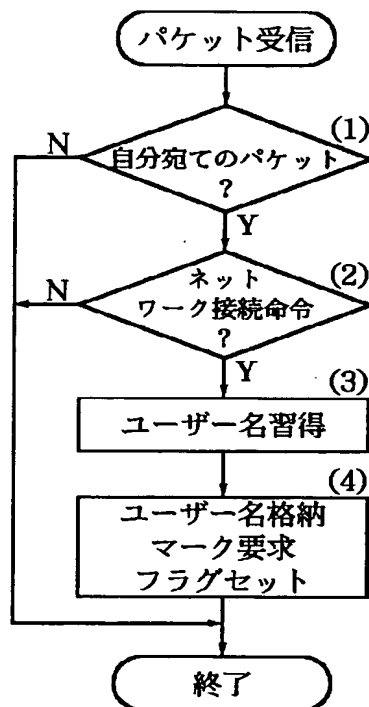 パケット受信
(1)
N
自分宛てのパケット
?
Y
(2)
ネット
N
ワーク接続命令
?
Y
(3)
ユーザー名習得
(4)
ユーザー名格納
マーク要求
フラグセット
終了